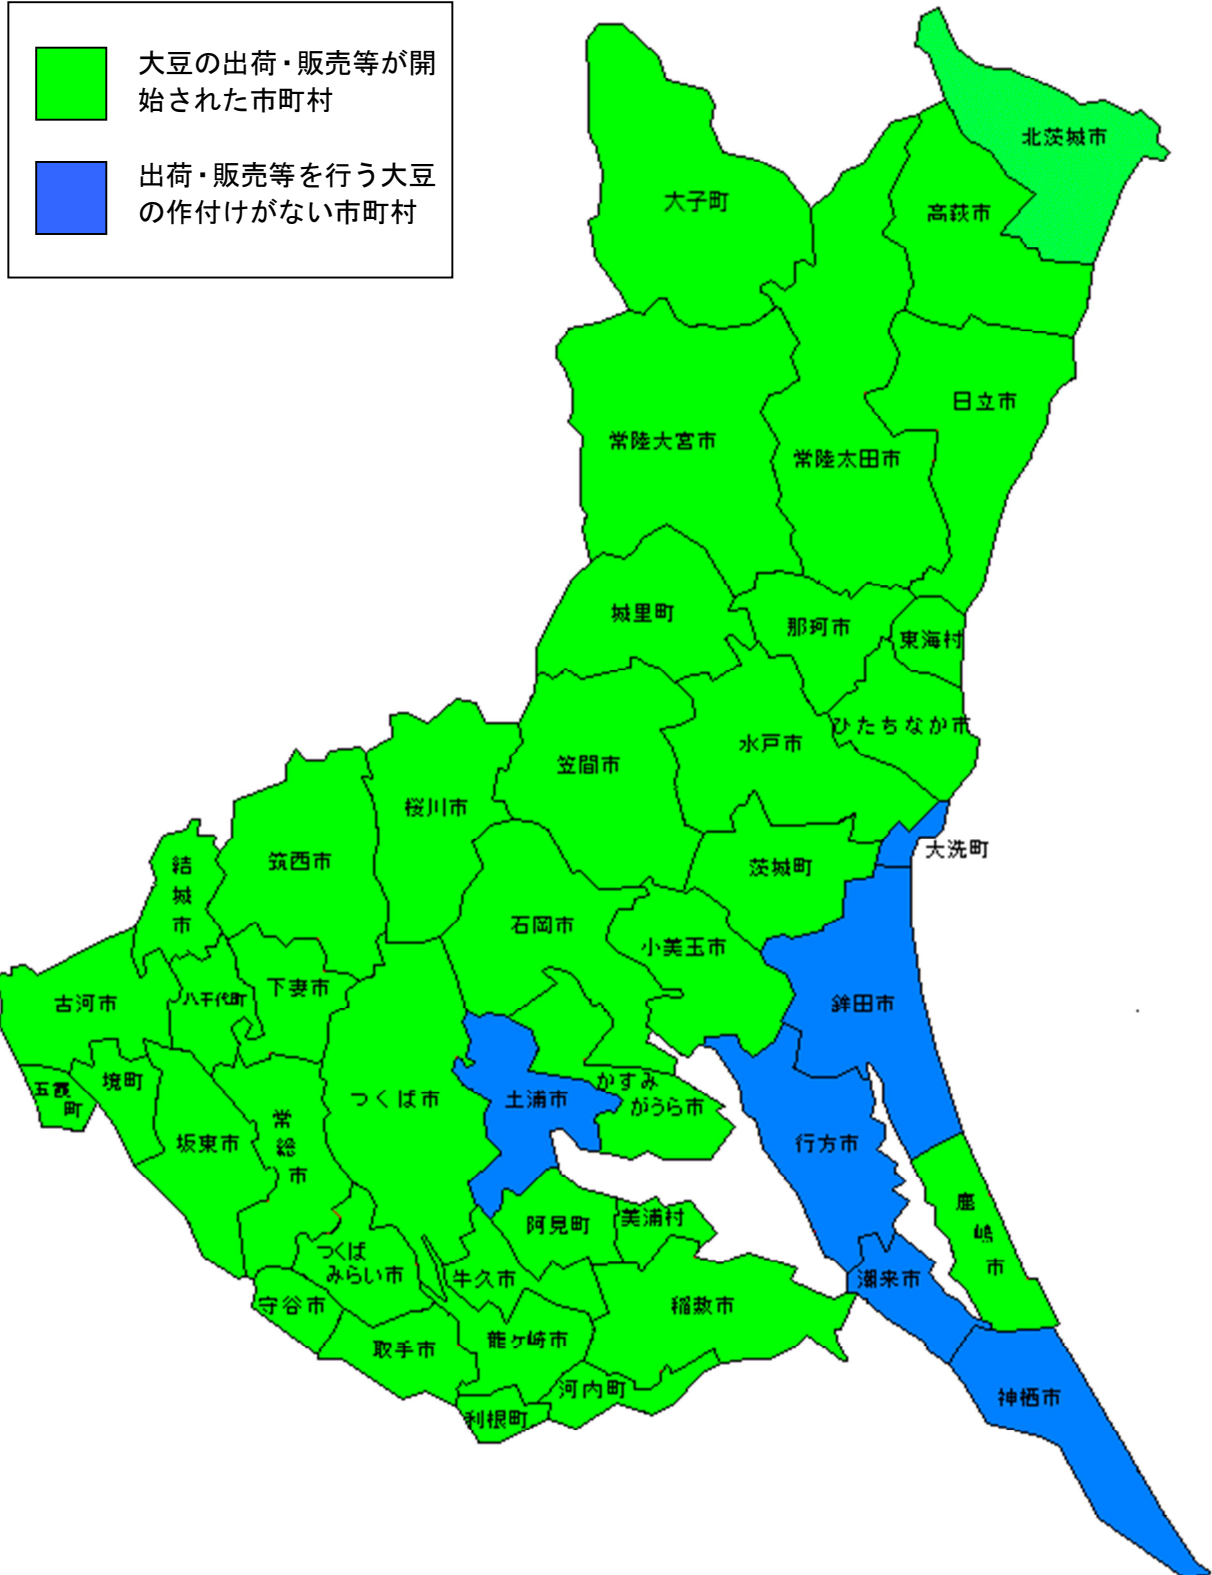 大豆の出荷・販売等が開
始された市町村
出荷・販売等を行う大豆
の作付けがない市町村
北茨城市
大子町
高萩市
日立市
常陸大宮市
常陸太田市
城里町
那珂市
東海村
ひたちなか市
水戸市
笠間市
桜川市
大洗町
筑西市
茨城町
結
城
市
石岡市
小美玉市
下妻市
八千代町
古河市
鉾田市
境町
五霞
町
かすみ
がうら市
つくば市
土浦市
坂東市
常
総
市
行方市
鹿
嶋
市
阿見町
美浦村
つくば
みらい市
牛久市
潮来市
守谷市
稲敷市
取手市
龍ケ崎市
河内町
神栖市
利根町